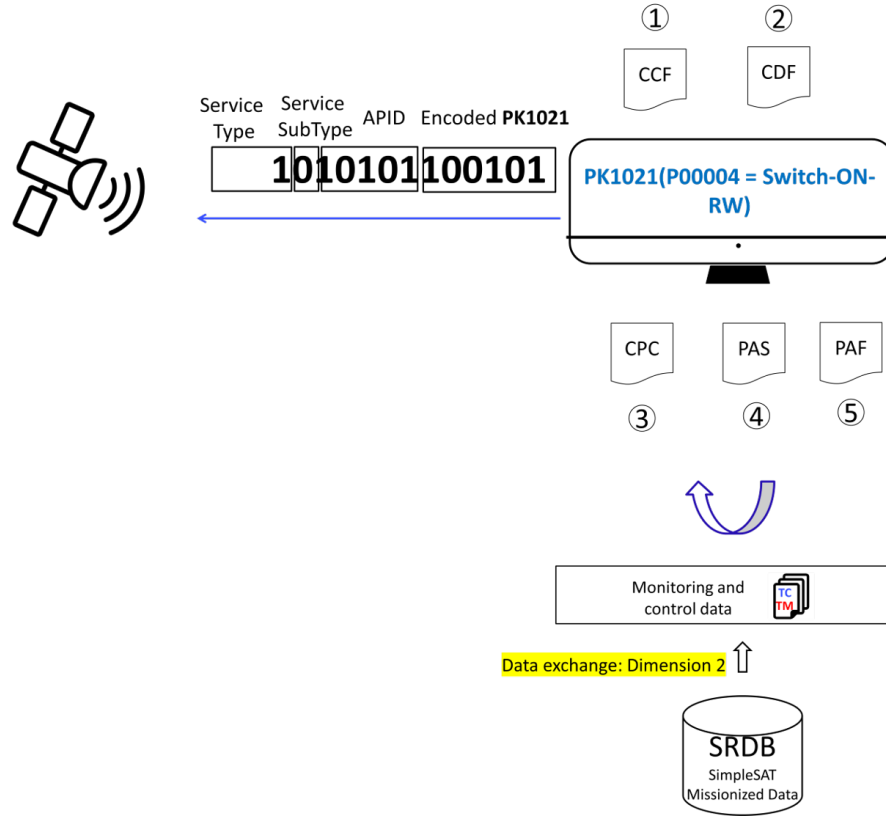 ① ②
CCF CDF
Service Service
Type SubType APID Encoded PK1021
1010101100101
PK1021(P00004 = Switch-ON-
RW)
CPC PAS PAF
③ ④ ⑤
Monitoring and
control data
TC
TM
Data exchange: Dimension 2
SRDB
SimpleSAT
Missionized Data